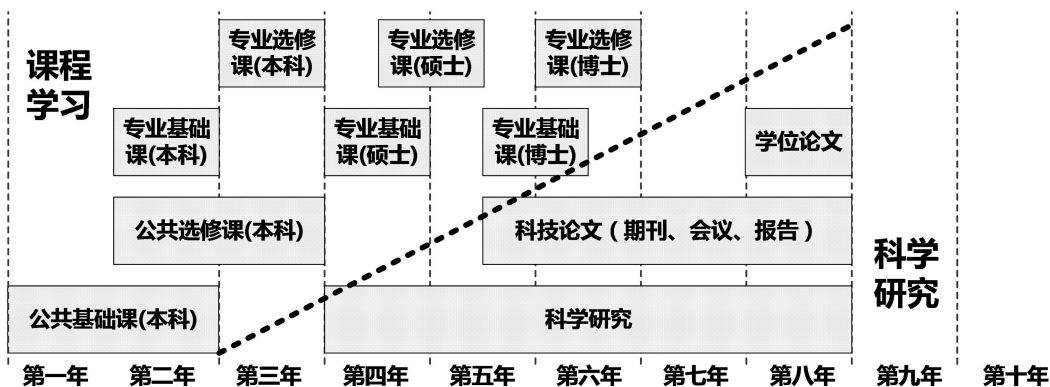 课程
学习
专业选修
课(本科)
专业选修
课(硕士)
专业选修
课(博士)
专业基础
课(本科)
专业基础
课(硕士)
专业基础
课(博士)
学位论文
公共选修课(本科)
科技论文（期刊、会议、报告）
科学
研究
公共基础课(本科)
科学研究
第一年 第二年 第三年 第四年 第五年 第六年 第七年 第八年 第九年 第十年